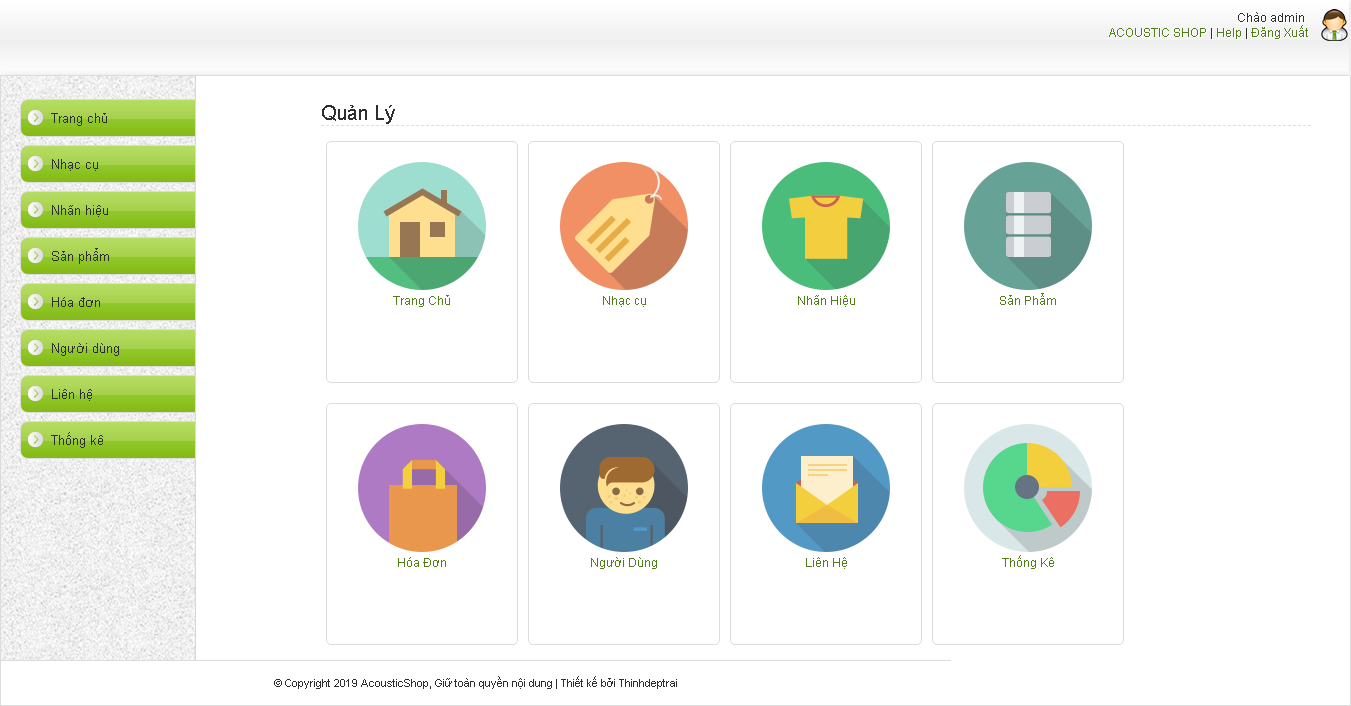 Chào admin
ACOUSTIC SHOP | Help | Đăng Xuất
Trang chủ
Nhạc cụ
Nhãn hiệu
Sản phẩm
Hóa đơn
Người dùng
Liên hệ
Thống kê
Quản Lý
Trang Chủ
Nhạc cụ
Nhãn Hiệu
Sản Phẩm
Hóa Đơn
Người Dùng
Liên Hệ
Thống Kê
© Copyright 2019 AcousticShop, Giữ toàn quyền nội dung | Thiết kế bởi Thinhdeptrai